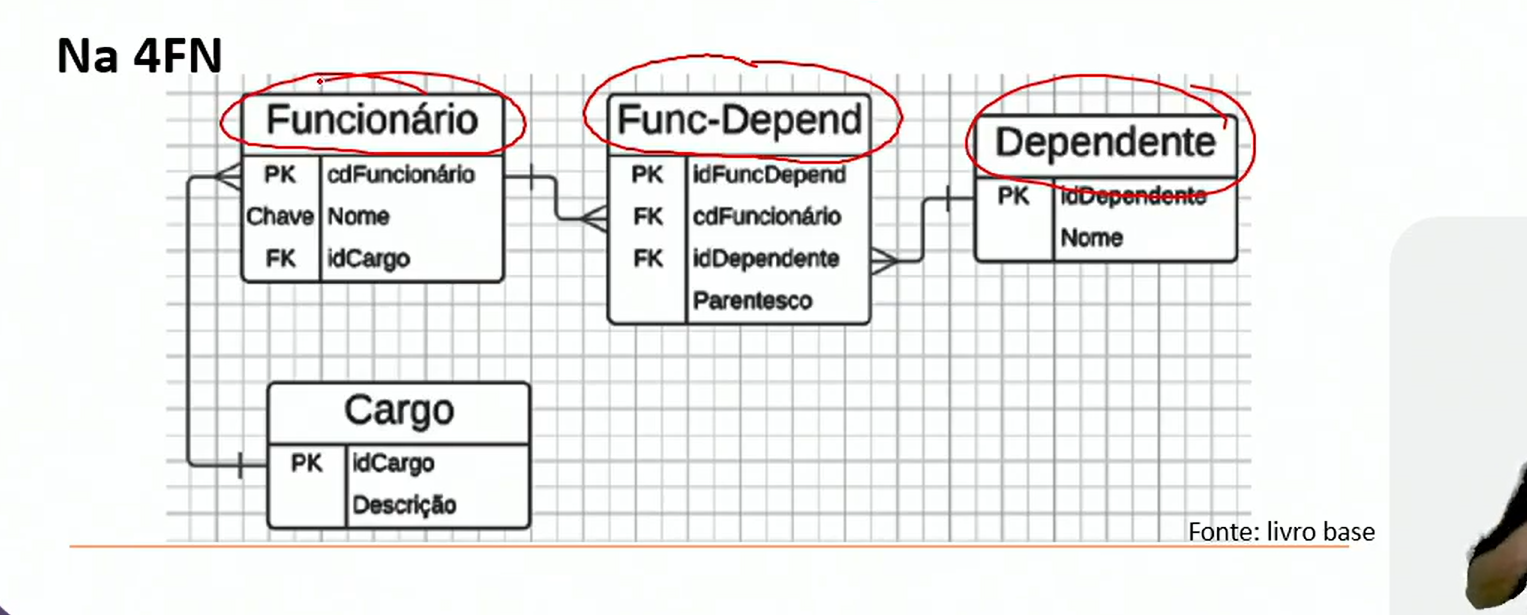 Na 4FN
Funcionário
PK cdFuncionário
Chave Nome
FK idCargo
Func-Depend
PK idFuncDepend
FK cdFuncionário
FK idDependente
Parentesco
Dependente
PK idDependente
Nome
Cargo
PK idCargo
Descrição
Fonte: livro base